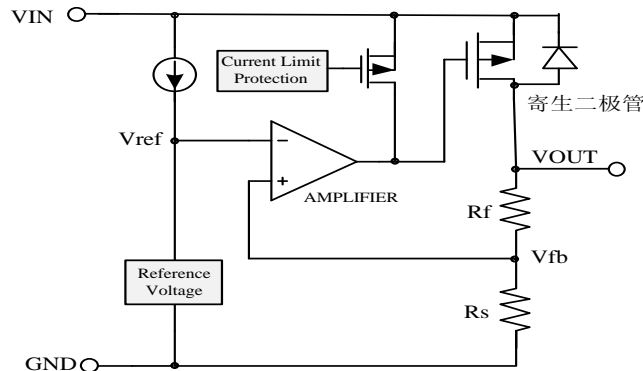 VIN
Current Limit
Protection
寄生二极管
Vref
−
+
AMPLIFIER
VOUT
Rf
Reference
Voltage
Vfb
Rs
GND